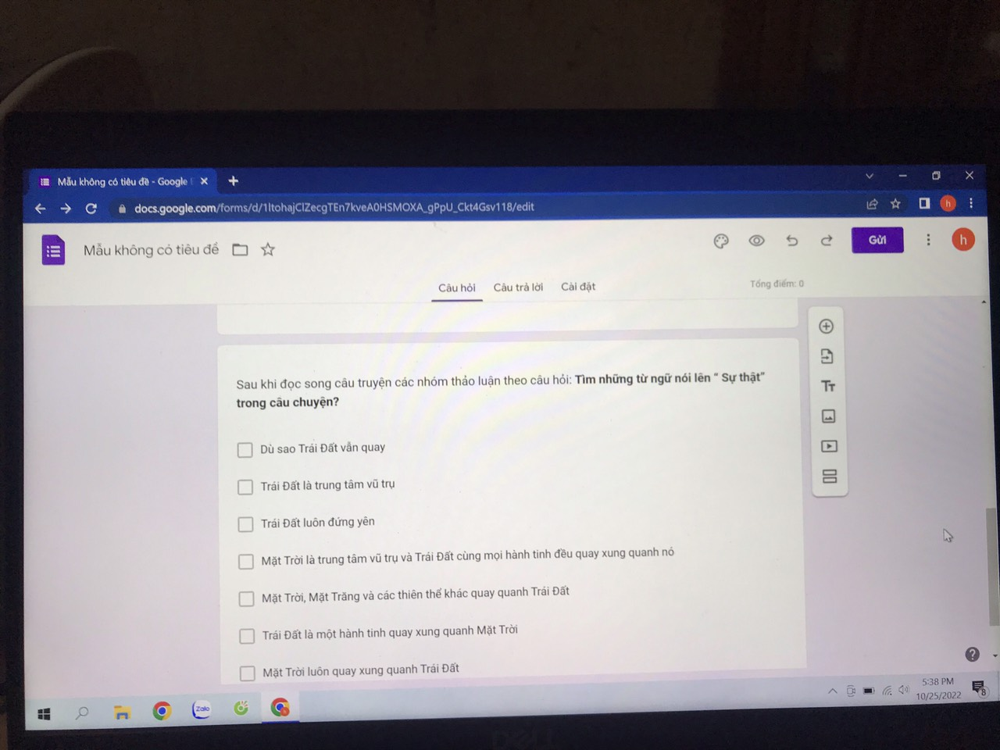 Mẫu không có tiêu đề - Google
docs.google.com/forms/d/1ltohajClZecgTEn7kveA0HSMOXA_gPpU_Ckt4Gsv118/edit
h
Mẫu không có tiêu đề
Gửi
h
Câu hỏi Câu trả lời Cài đặt
Tổng điểm: 0
Sau khi đọc song câu truyện các nhóm thảo luận theo câu hỏi: Tìm những từ ngữ nói lên “ Sự thật”
trong câu chuyện?
Dù sao Trái Đất vẫn quay
Trái Đất là trung tâm vũ trụ
Trái Đất luôn đứng yên
Mặt Trời là trung tâm vũ trụ và Trái Đất cùng mọi hành tinh đều quay xung quanh nó
Mặt Trời, Mặt Trăng và các thiên thể khác quay quanh Trái Đất
Trái Đất là một hành tinh quay xung quanh Mặt Trời
Mặt Trời luôn quay xung quanh Trái Đất
Zalo
5:38 PM
10/25/2022
8
DELL